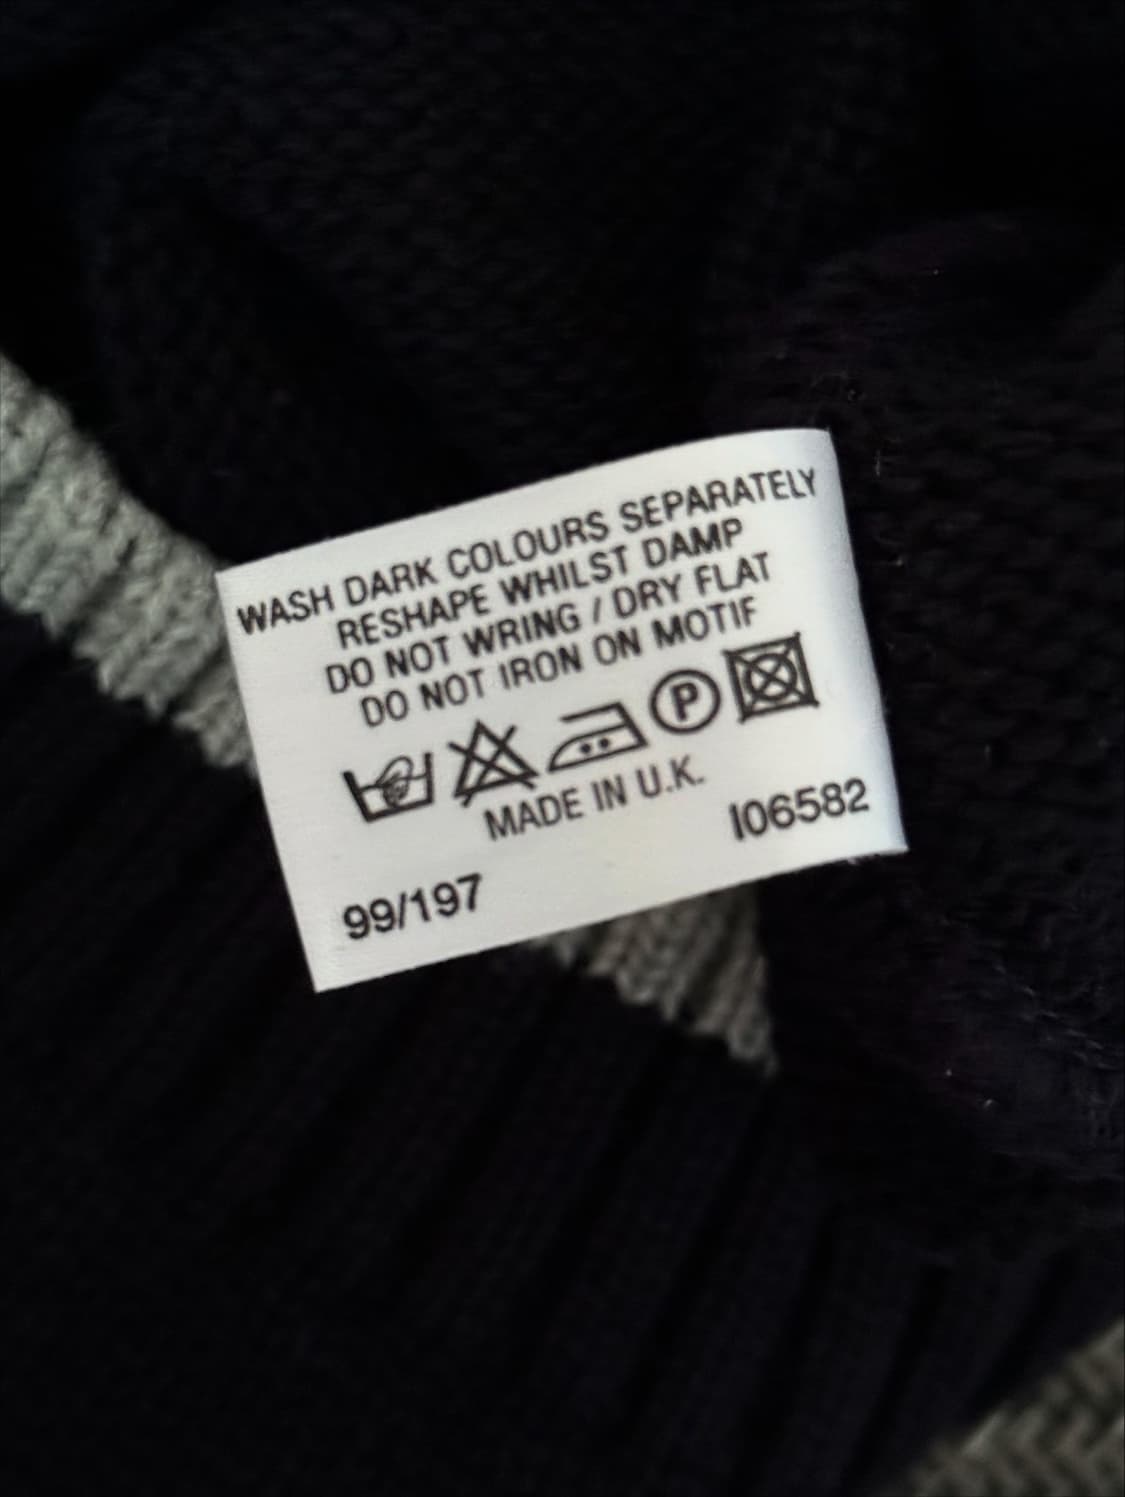 WASH DARK COLOURS SEPARATELY
RESHAPE WHILST DAMP
DO NOT WRING / DRY FLAT
DO NOT IRON ON MOTIF
P
MADE IN U.K.
I06582
99/197